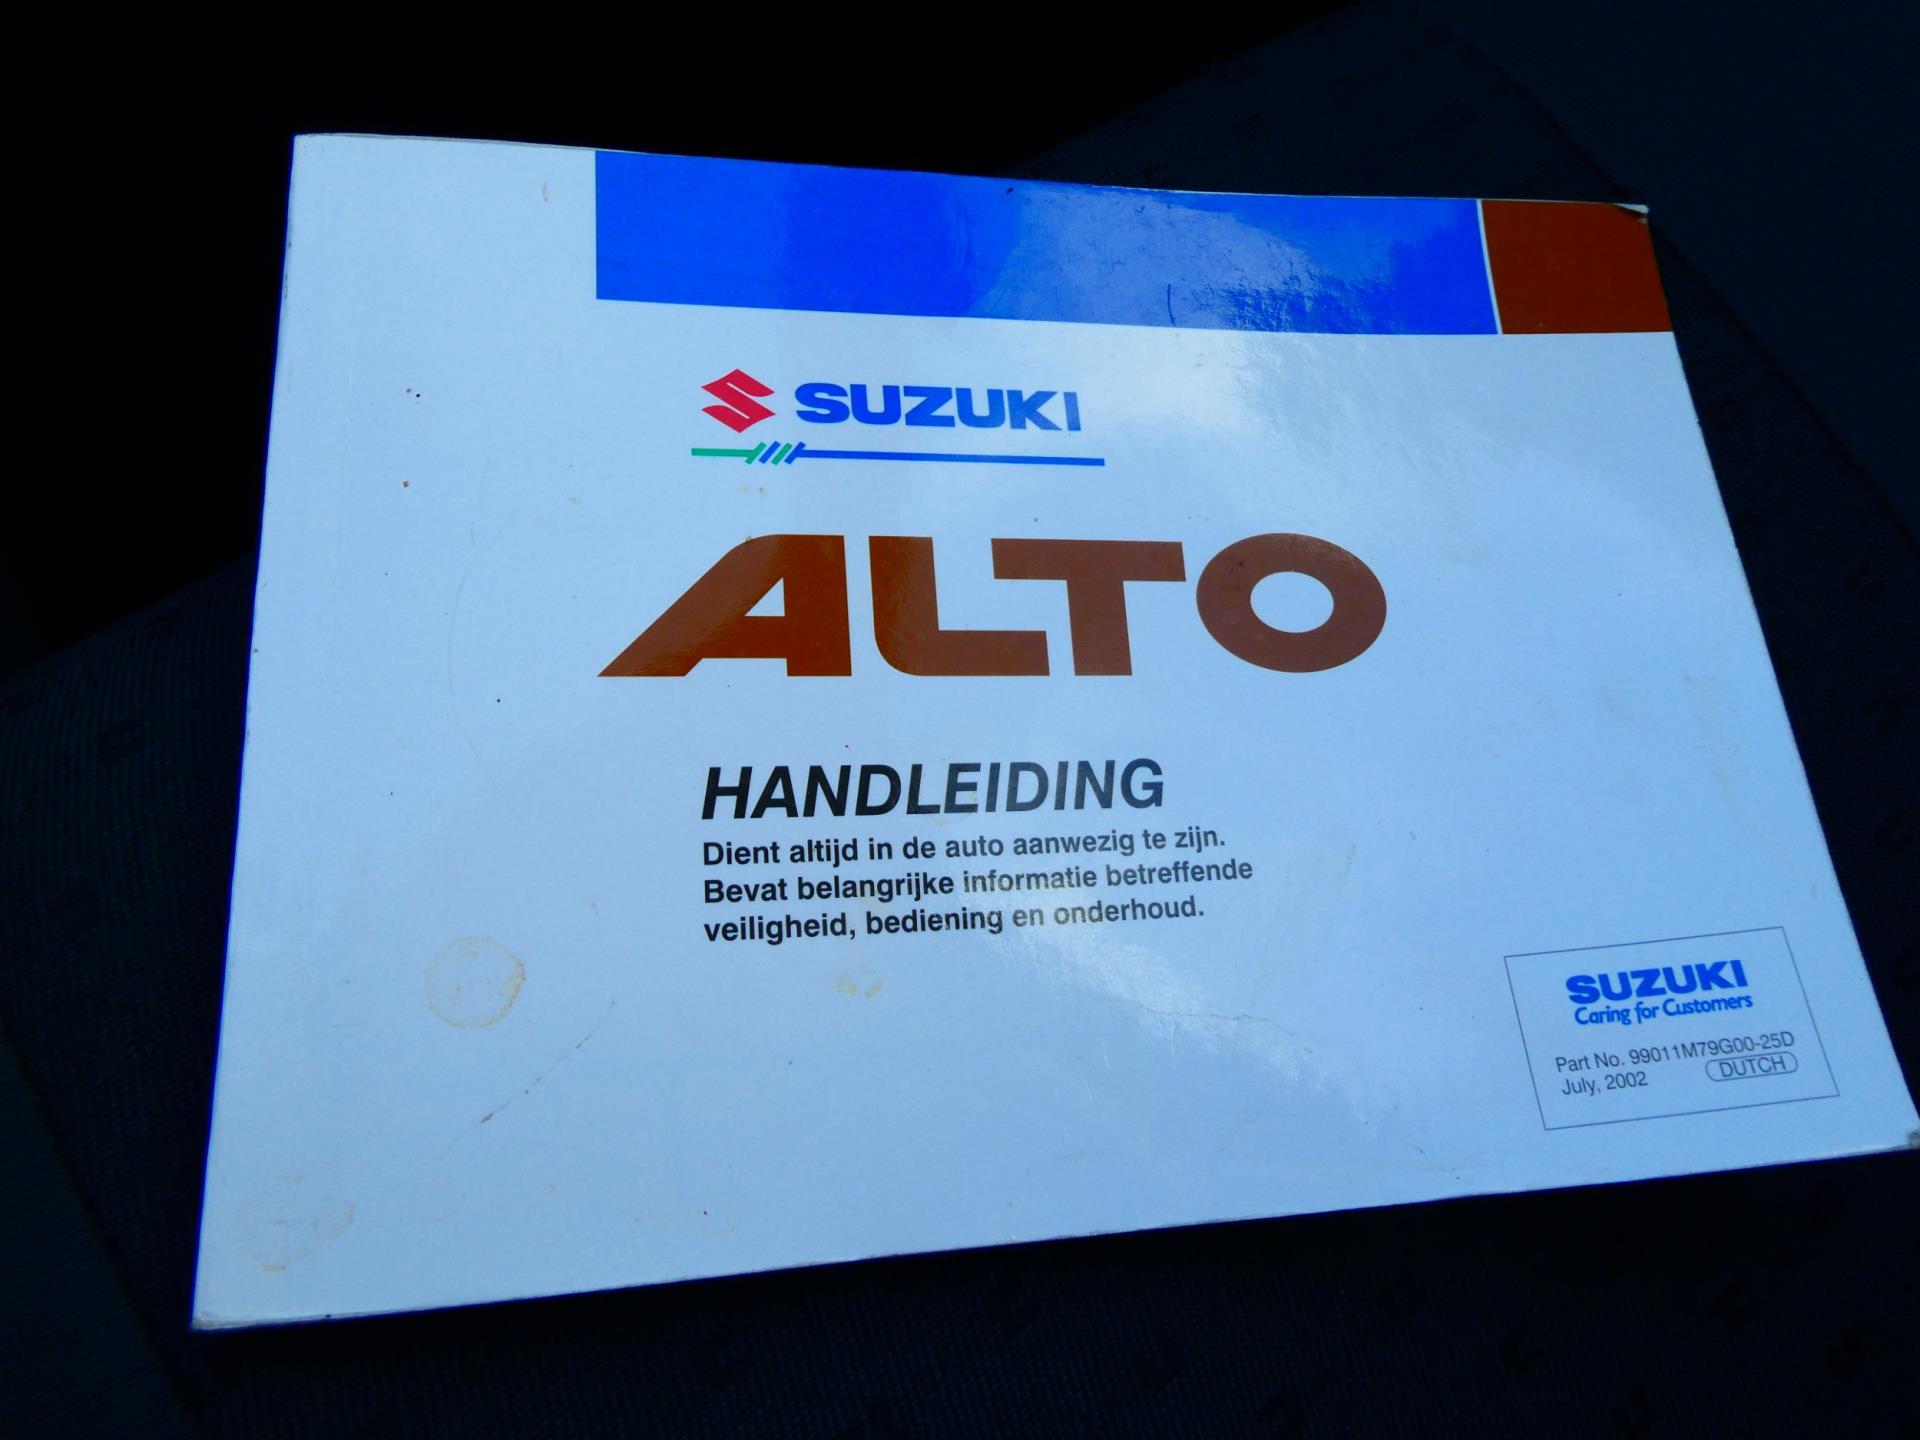 SUZUKI
ALTO
HANDLEIDING
Dient altijd in de auto aanwezig te zijn.
Bevat belangrijke informatie betreffende
veiligheid, bediening en onderhoud.
SUZUKI
Caring for Customers
Part No. 99011M79G00-25D
July, 2002 DUTCH